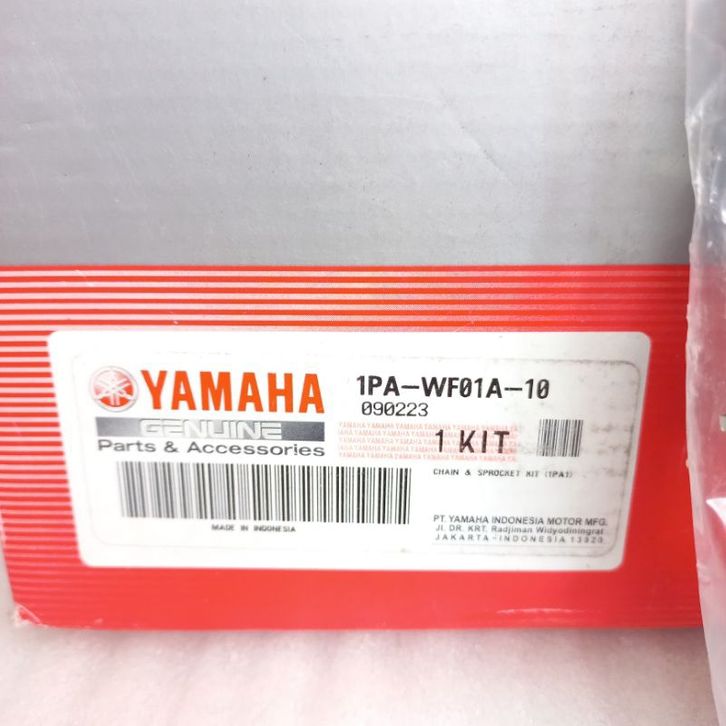 YAMAHA
GENUINE
Parts & Accessories
MADE IN INDONESIA
1PA-WF01A-10
090223
1 KIT
CHAIN & SPROCKET KIT (1PA1)
PT. YAMAHA INDONESIA MOTOR MFG.
JL. DR. KRT. Radjiman Widyodiningrat
JAKARTA-INDONESIA 13920